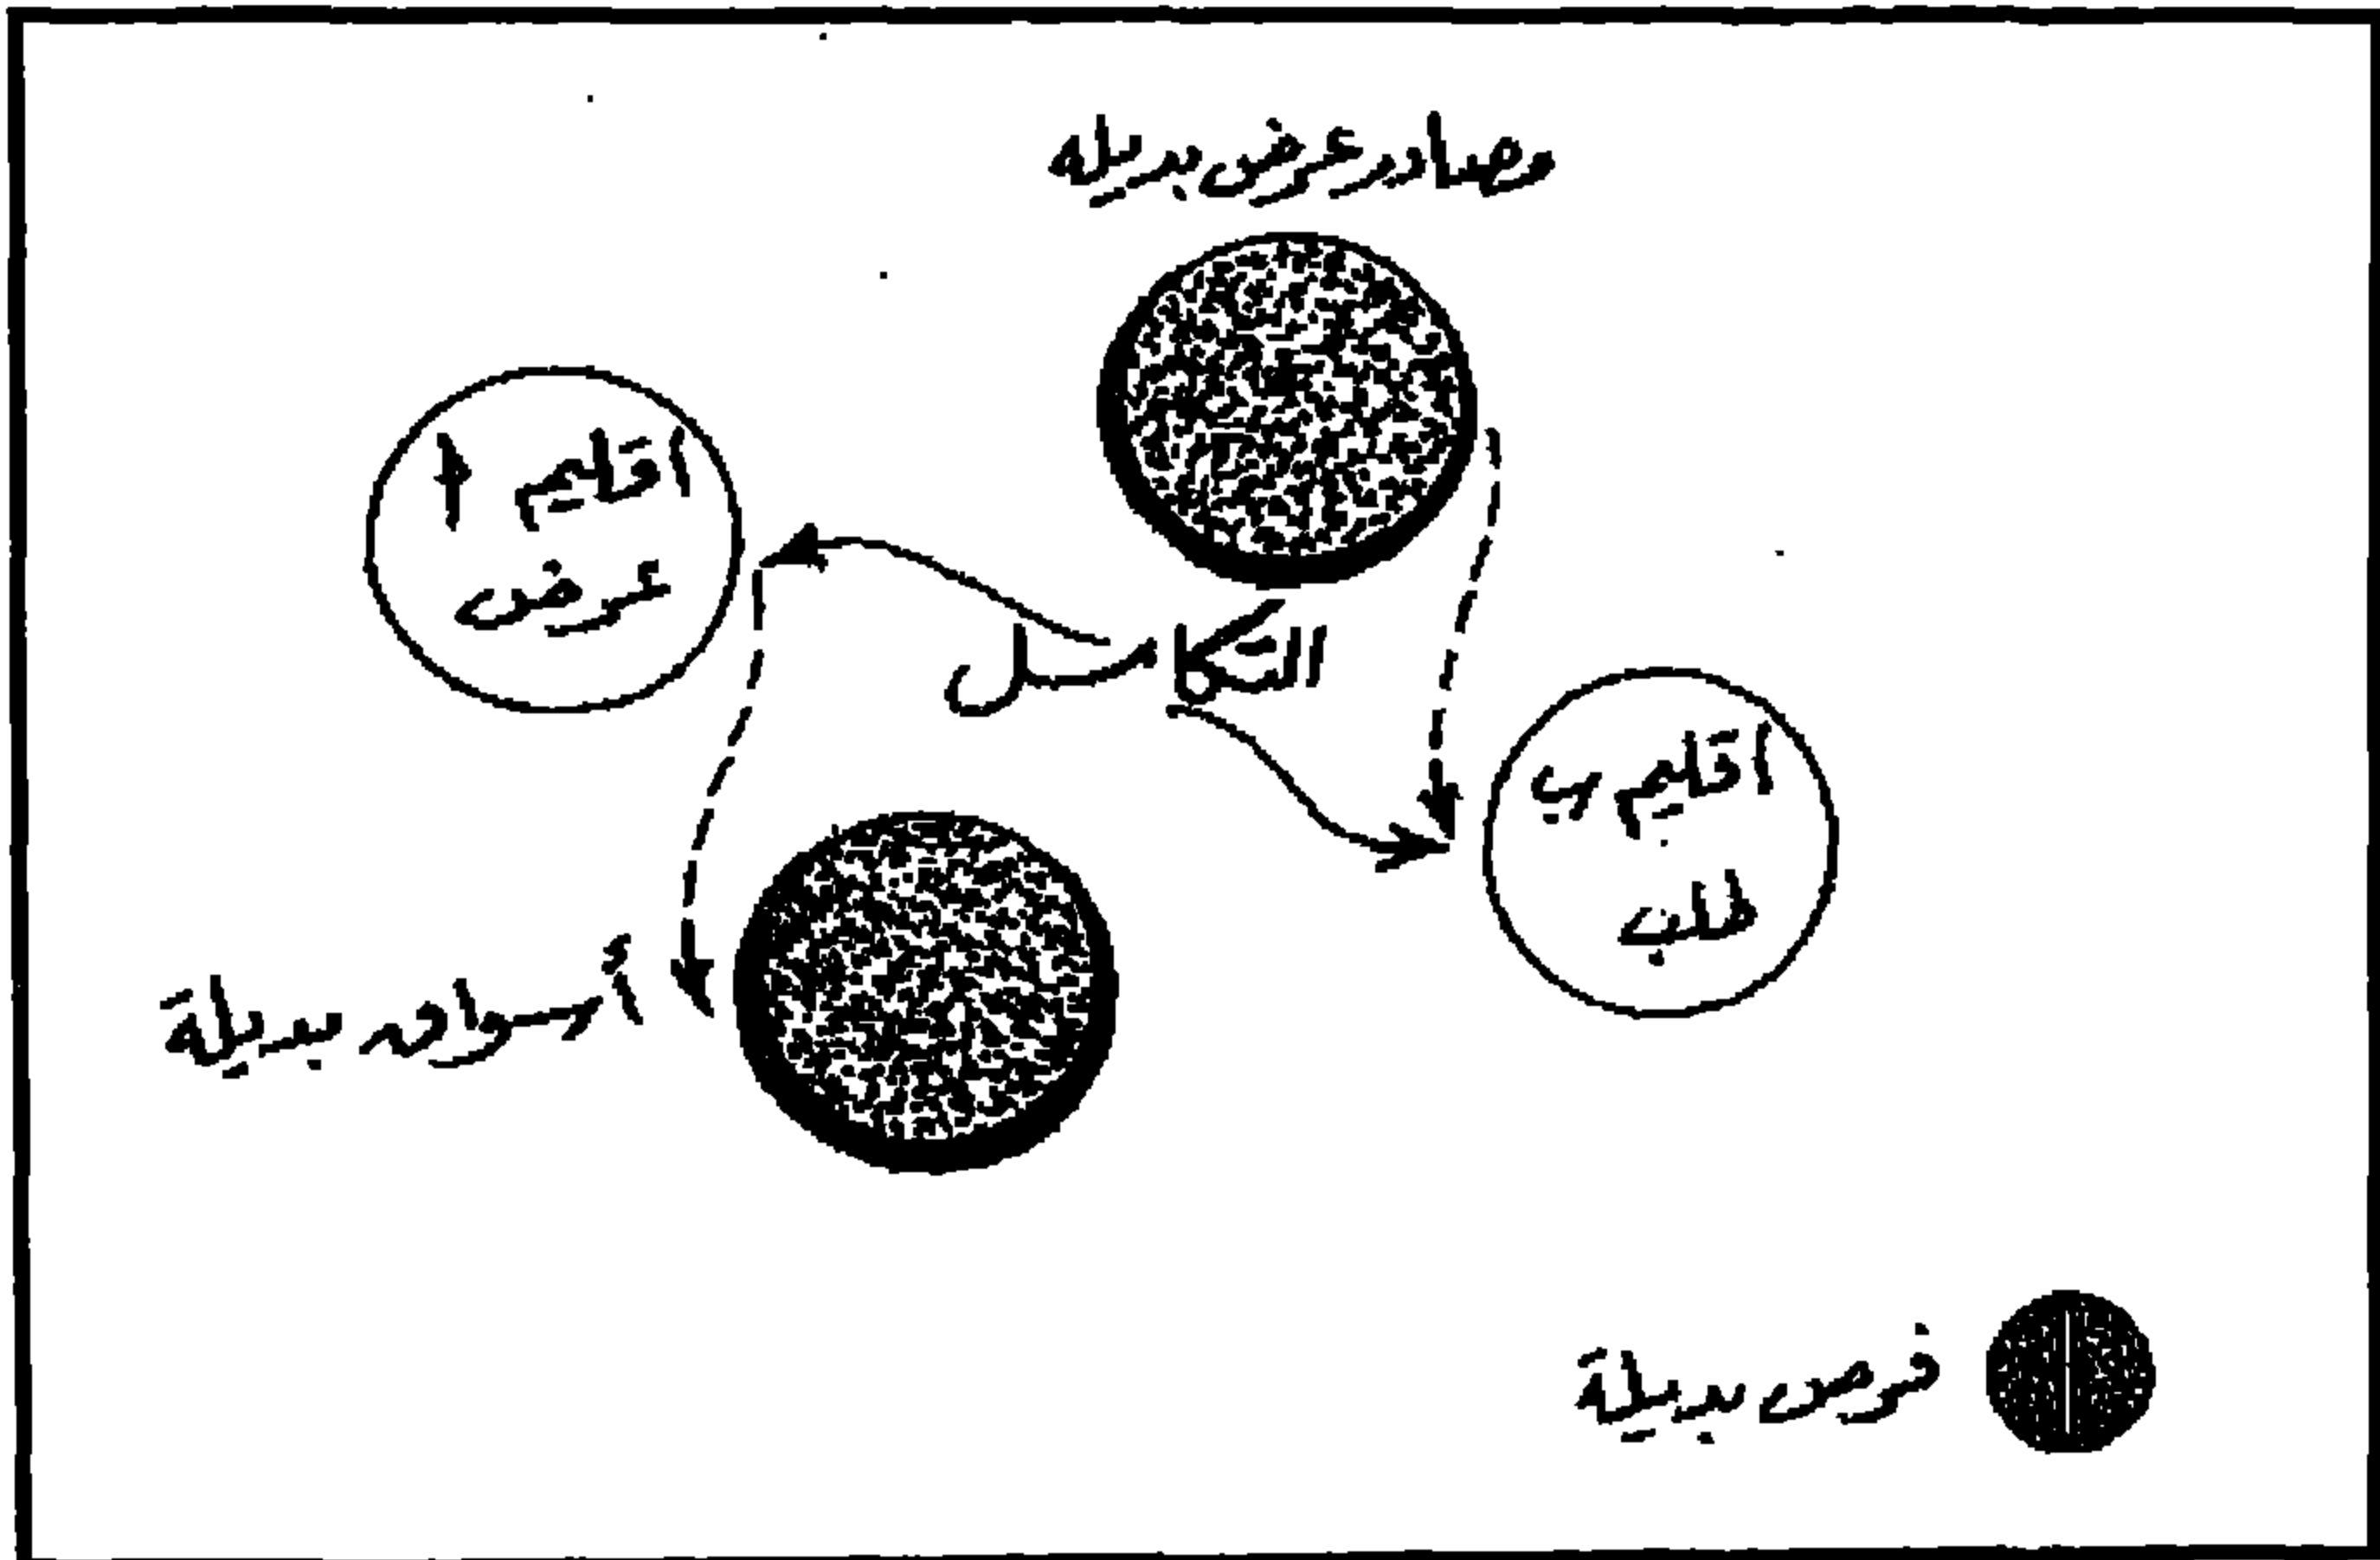 مصادر عرض بديله
اقليم أ
عرض
التكامل
اقليم ب
طلب
أسواق بديلة
فرص بديلة